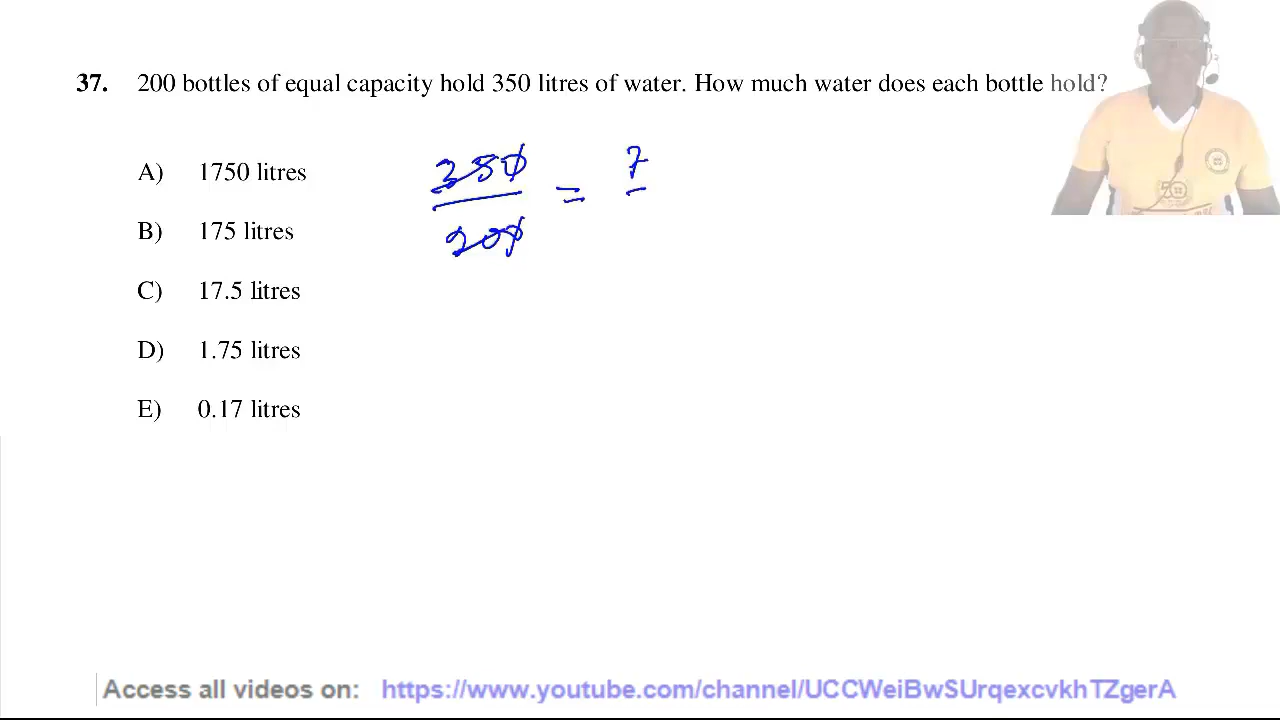 37. 200 bottles of equal capacity hold 350 litres of water. How much water does each bottle hold?
A) 1750 litres
B) 175 litres
C) 17.5 litres
D) 1.75 litres
E) 0.17 litres
350 = 7
200
Access all videos on: https://www.youtube.com/channel/UCCWeiBwSUrqexcvkhTZgerA